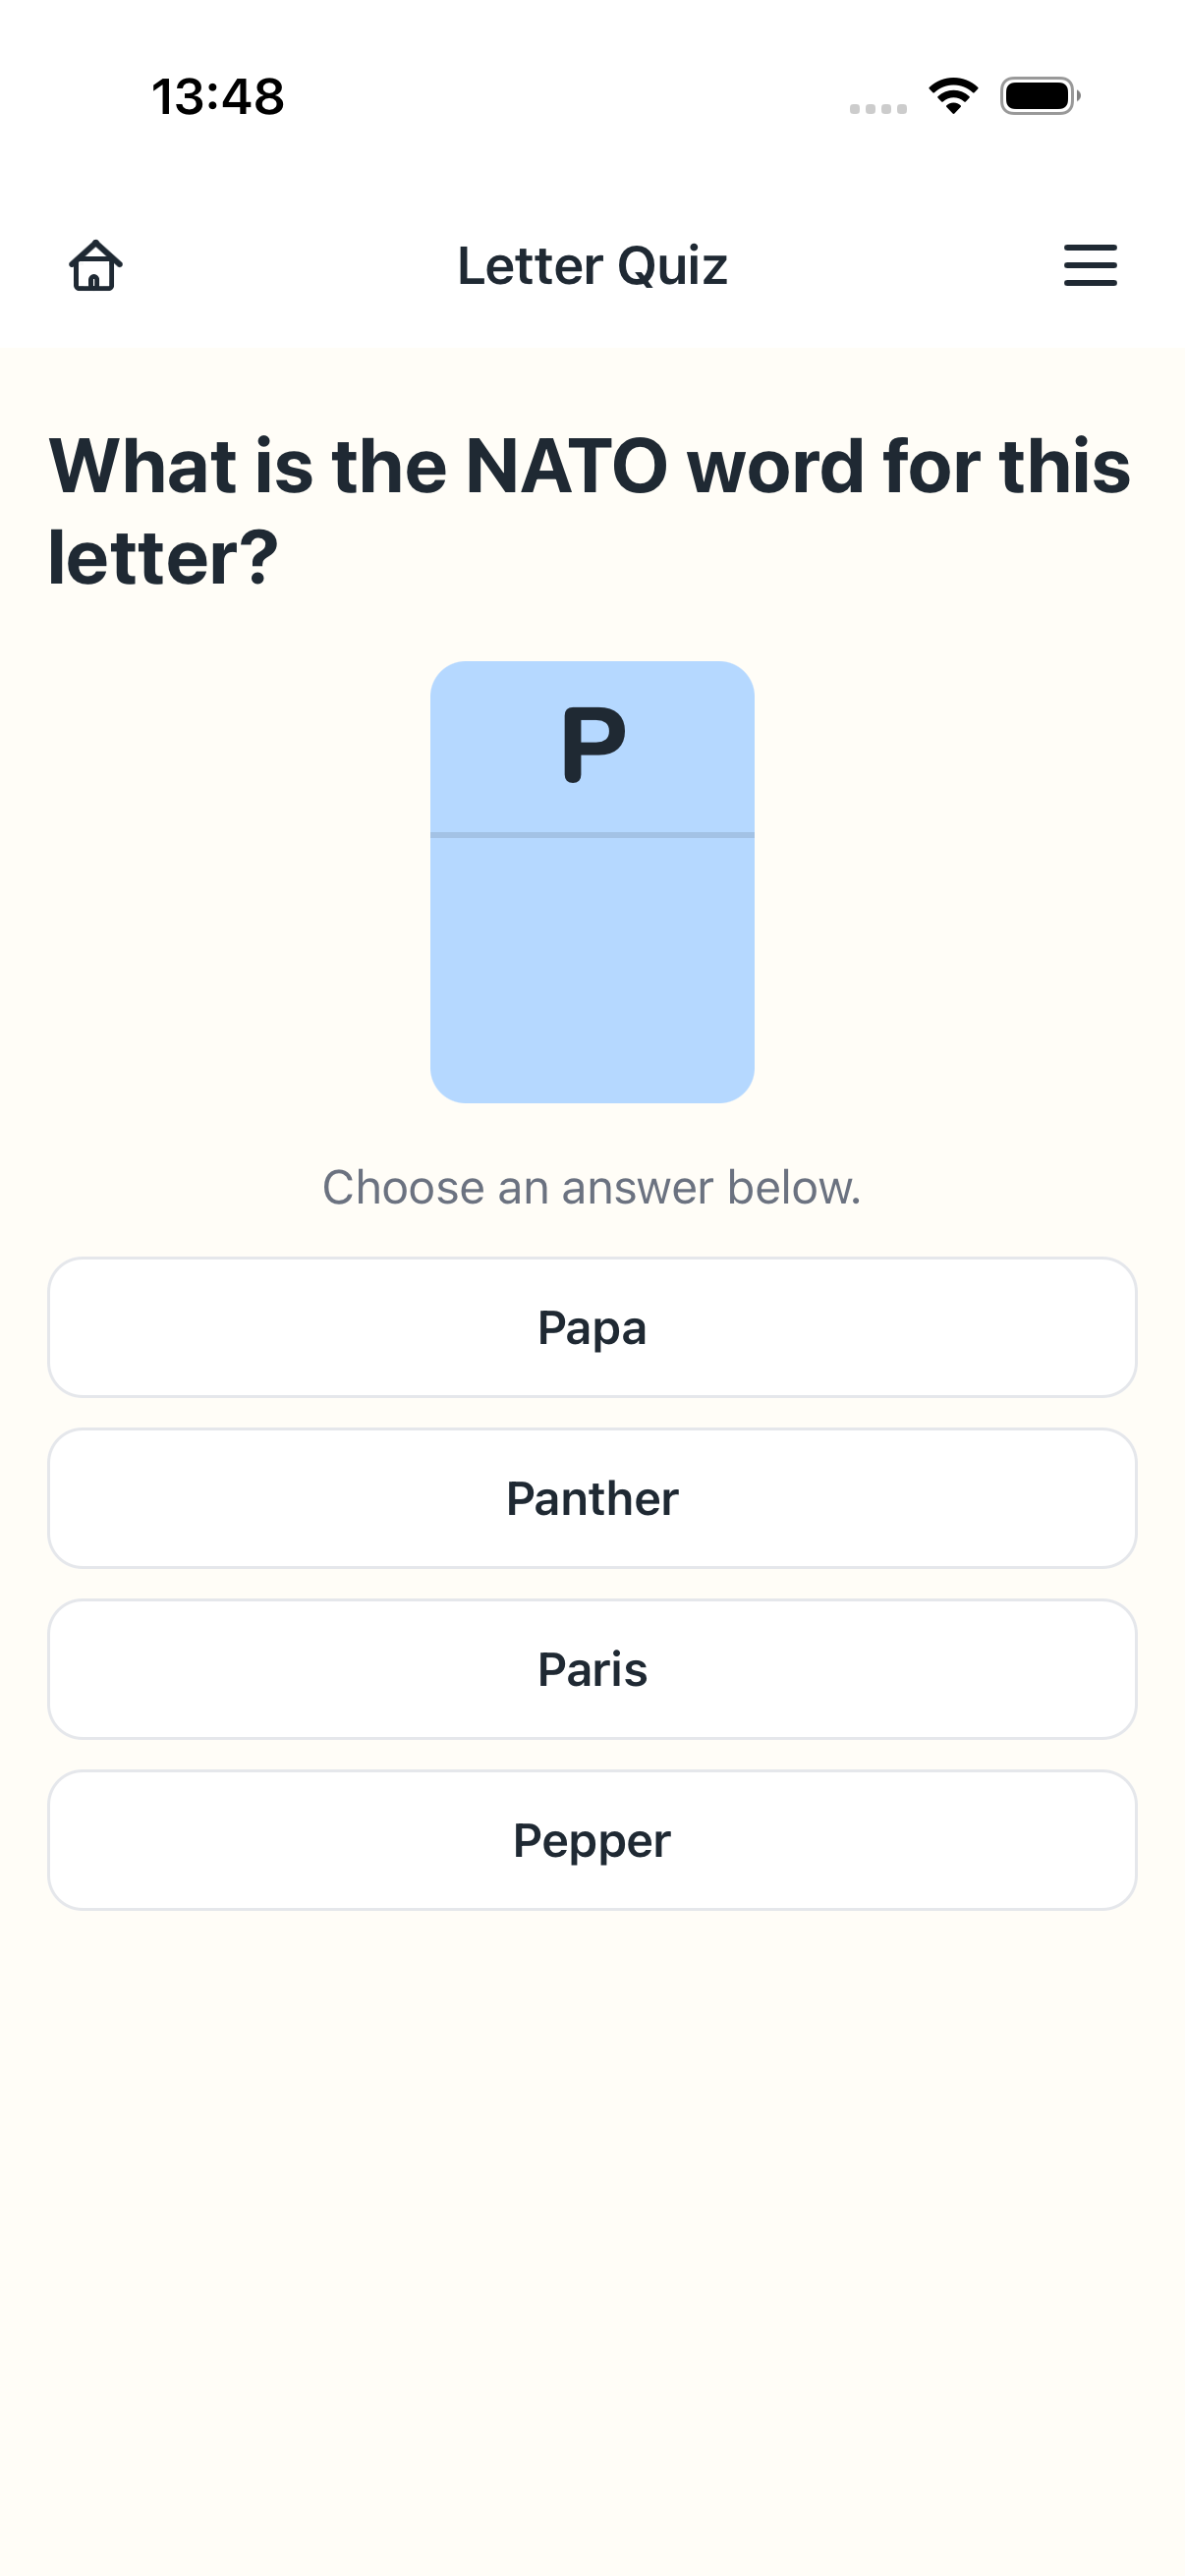 13:48
Letter Quiz
What is the NATO word for this
letter?
P
Choose an answer below.
Papa
Panther
Paris
Pepper